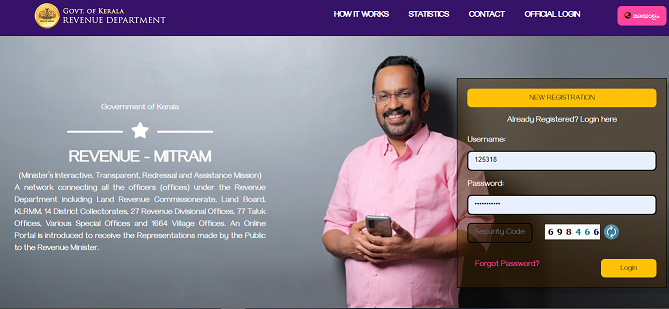 GOVT. OF KERALA
REVENUE DEPARTMENT
HOW IT WORKS
STATISTICS
CONTACT
OFFICIAL LOGIN
മലയാളം
Government of Kerala
REVENUE - MITRAM
(Minister's Interactive, Transparent, Redressal and Assistance Mission)
A network connecting all the officers (offices) under the Revenue
Department including Land Revenue Commissionerate, Land Board,
KLRMM, 14 District Collectorates, 27 Revenue Divisional Offices, 77 Taluk
Offices, Various Special Offices and 1664 Village Offices. An Online
Portal is introduced to receive the Representations made by the Public
to the Revenue Minister.
NEW REGISTRATION
Already Registered? Login here
Username:
125318
Password:
•••••••••••
Security Code
698466
Forgot Password?
Login